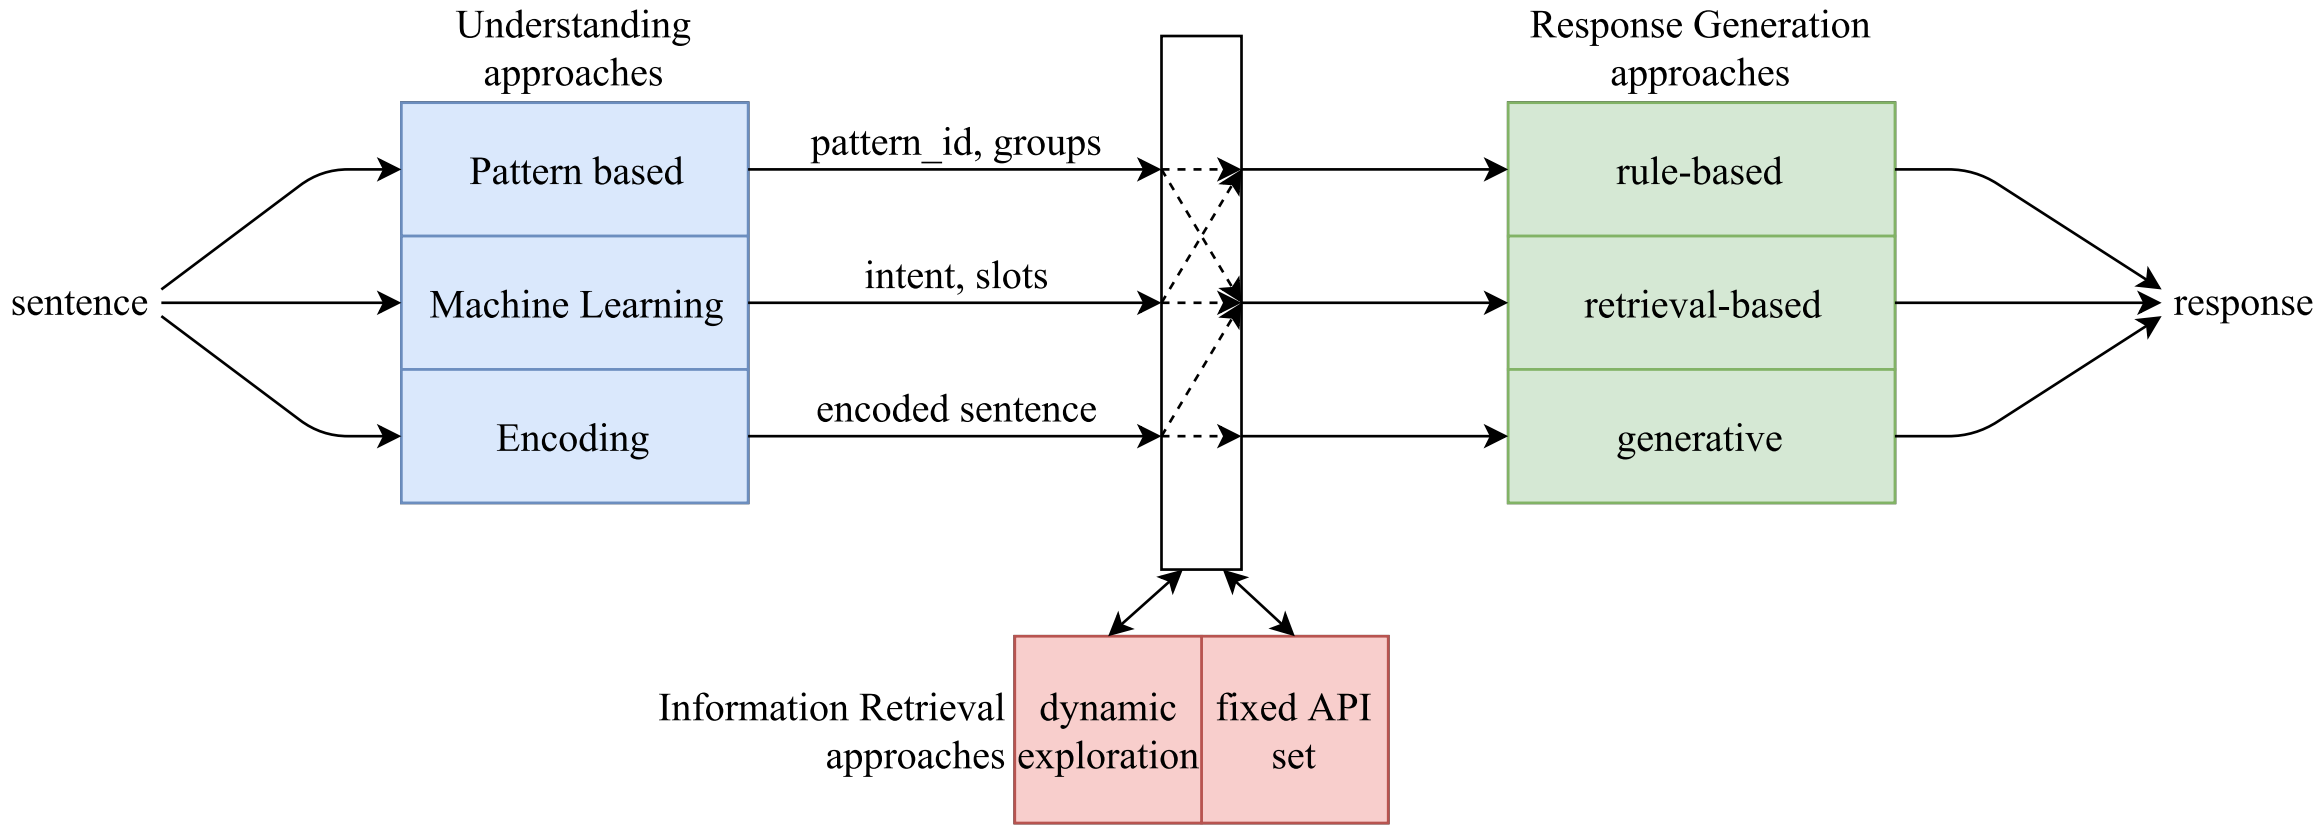 Understanding
approaches
Response Generation
approaches
pattern_id, groups
Pattern based
rule-based
intent, slots
sentence
Machine Learning
retrieval-based
response
encoded sentence
Encoding
generative
Information Retrieval
approaches
dynamic
exploration
fixed API
set